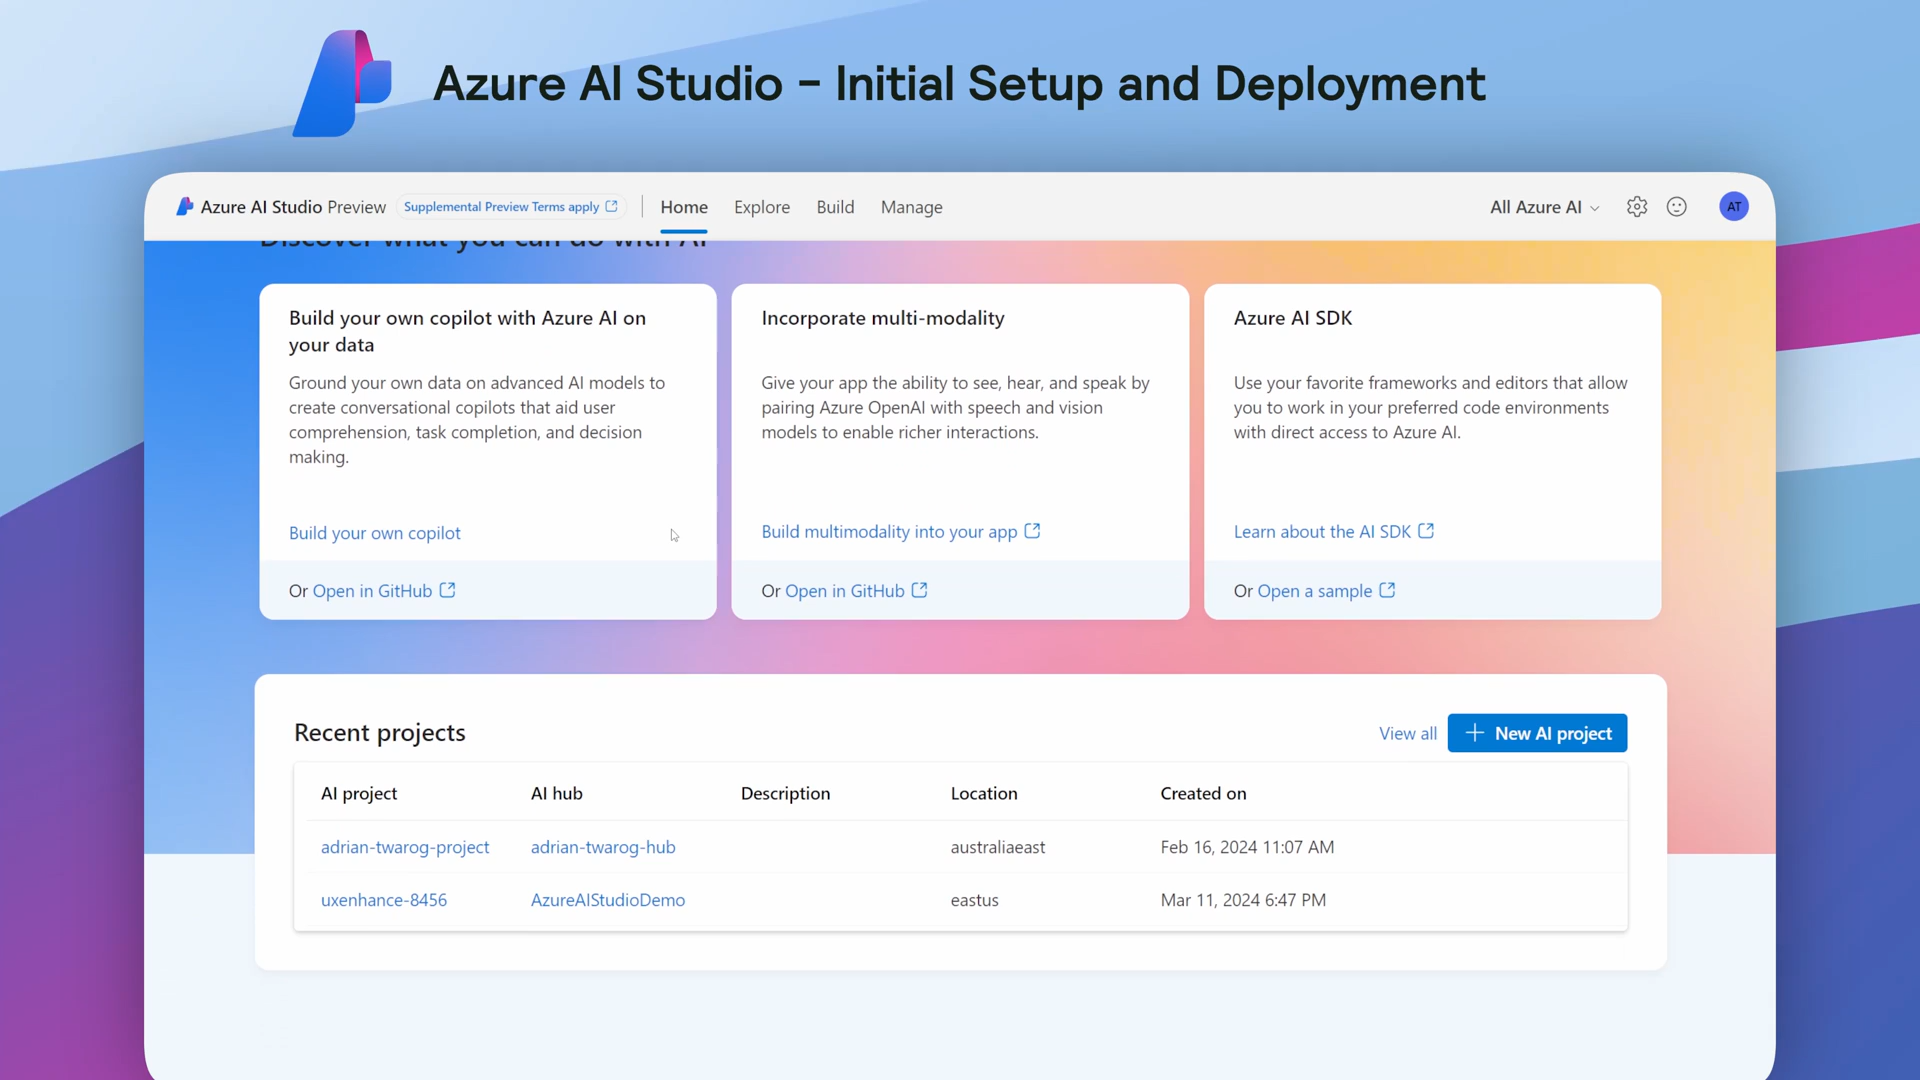 Azure AI Studio – Initial Setup and Deployment
Azure AI Studio Preview Supplemental Preview Terms apply Home Explore Build Manage All Azure AI AT
Discover what you can do with AI
Build your own copilot with Azure AI on
your data
Ground your own data on advanced AI models to
create conversational copilots that aid user
comprehension, task completion, and decision
making.
Build your own copilot
Or Open in GitHub
Incorporate multi-modality
Give your app the ability to see, hear, and speak by
pairing Azure OpenAI with speech and vision
models to enable richer interactions.
Build multimodality into your app
Or Open in GitHub
Azure AI SDK
Use your favorite frameworks and editors that allow
you to work in your preferred code environments
with direct access to Azure AI.
Learn about the AI SDK
Or Open a sample
Recent projects View all New AI project
AI project AI hub Description Location Created on
adrian-twarog-project adrian-twarog-hub australiaeast Feb 16, 2024 11:07 AM
uxenhance-8456 AzureAIStudioDemo eastus Mar 11, 2024 6:47 PM